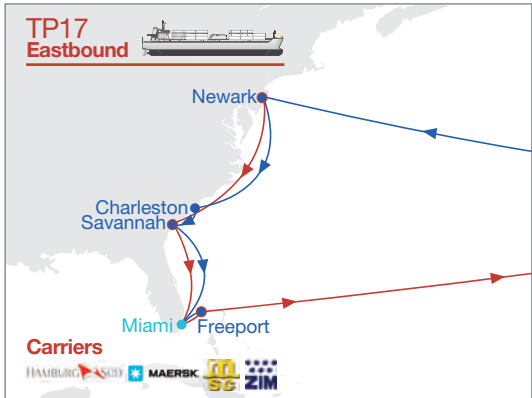 TP17
Eastbound
Newark
Charleston
Savannah
Miami
Freeport
Carriers
HAMBURG SÜD
MAERSK
MSC
ZIM